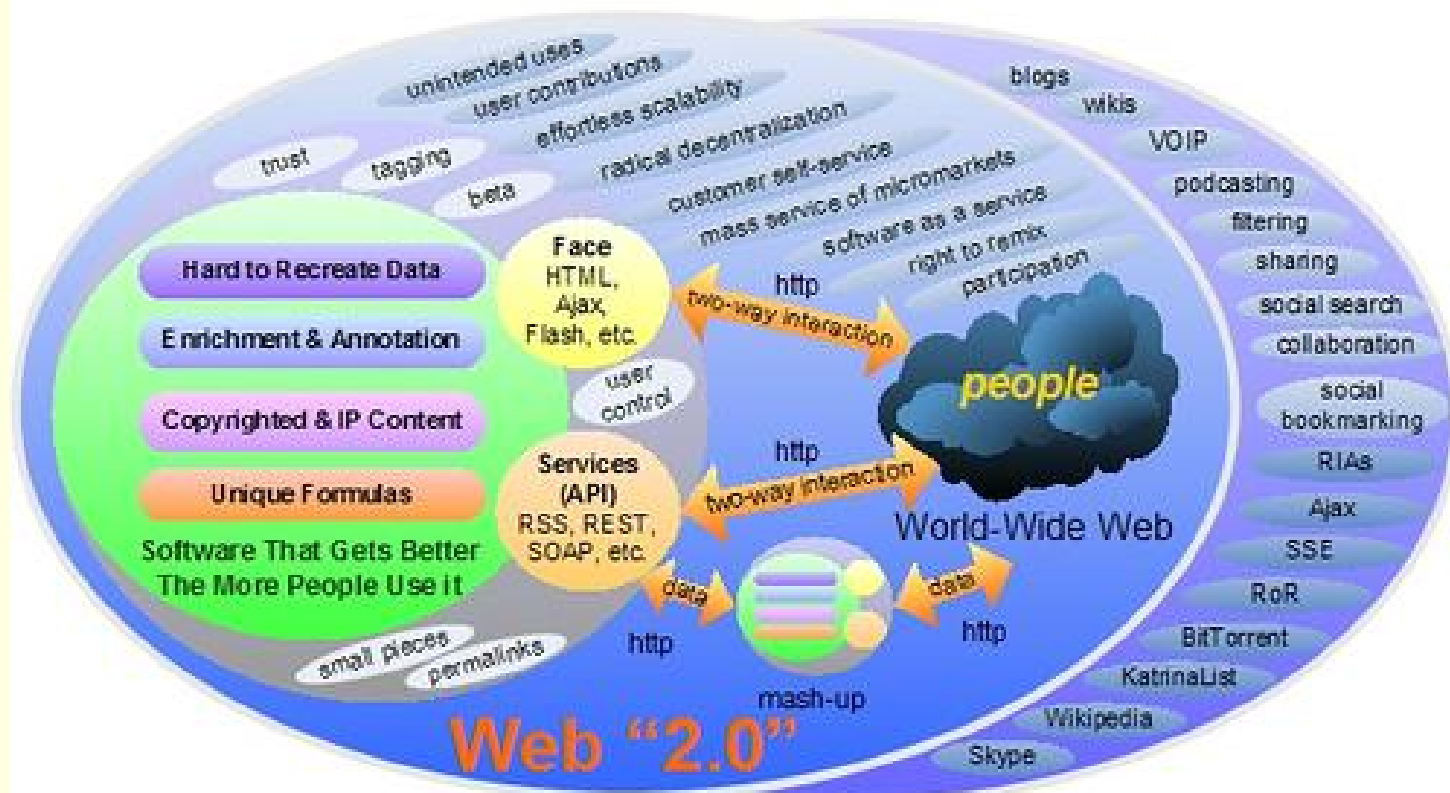 unintended uses
user contributions
effortless scalability
radical decentralization
customer self-service
mass service of micromarkets
software as a service
right to remix
participation
trust
tagging
beta
Hard to Recreate Data
Enrichment & Annotation
Copyrighted & IP Content
Unique Formulas
Software That Gets Better
The More People Use it
Face
HTML,
Ajax,
Flash, etc.
user
control
Services
(API)
RSS, REST,
SOAP, etc.
small pieces
permalinks
http
two-way interaction
http
two-way interaction
people
World-Wide Web
data
http
mash-up
data
http
Web “2.0”
blogs
wikis
VOIP
podcasting
filtering
sharing
social search
collaboration
social
bookmarking
RIAs
Ajax
SSE
RoR
BitTorrent
KatrinaList
Wikipedia
Skype